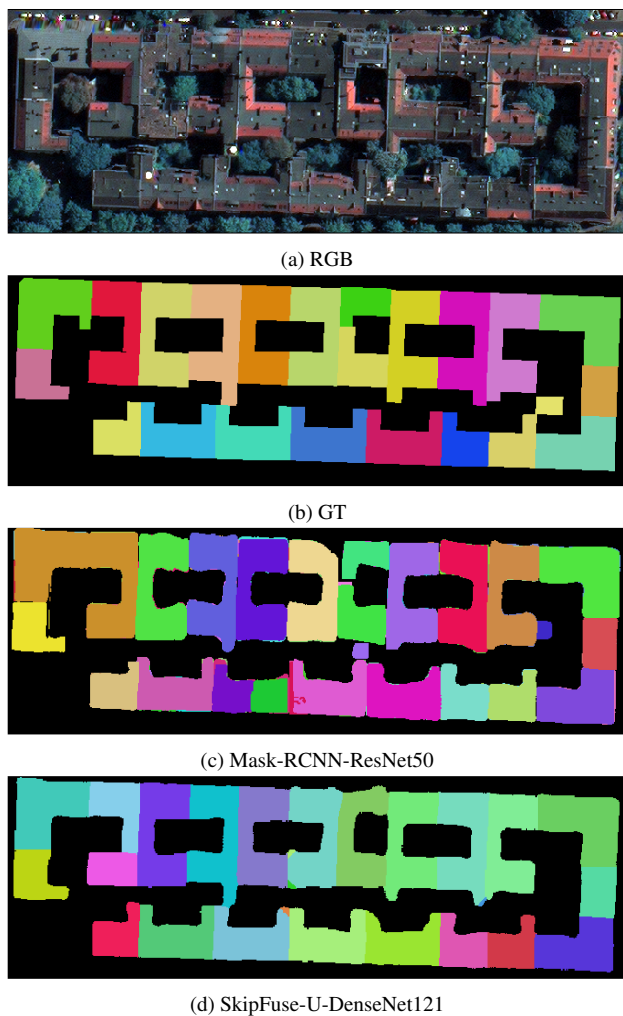 (a) RGB
(b) GT
(c) Mask-RCNN-ResNet50
(d) SkipFuse-U-DenseNet121